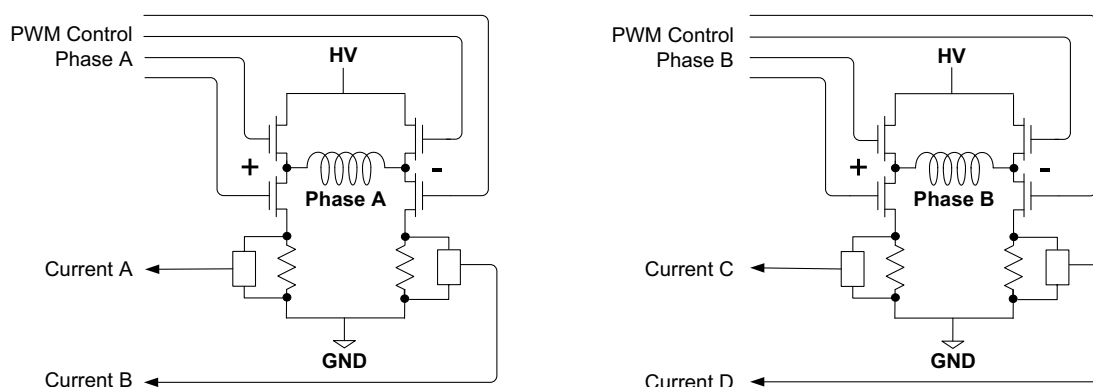 PWM Control
Phase A
HV
+
-
Phase A
Current A
GND
Current B
PWM Control
Phase B
HV
+
-
Phase B
Current C
GND
Current D